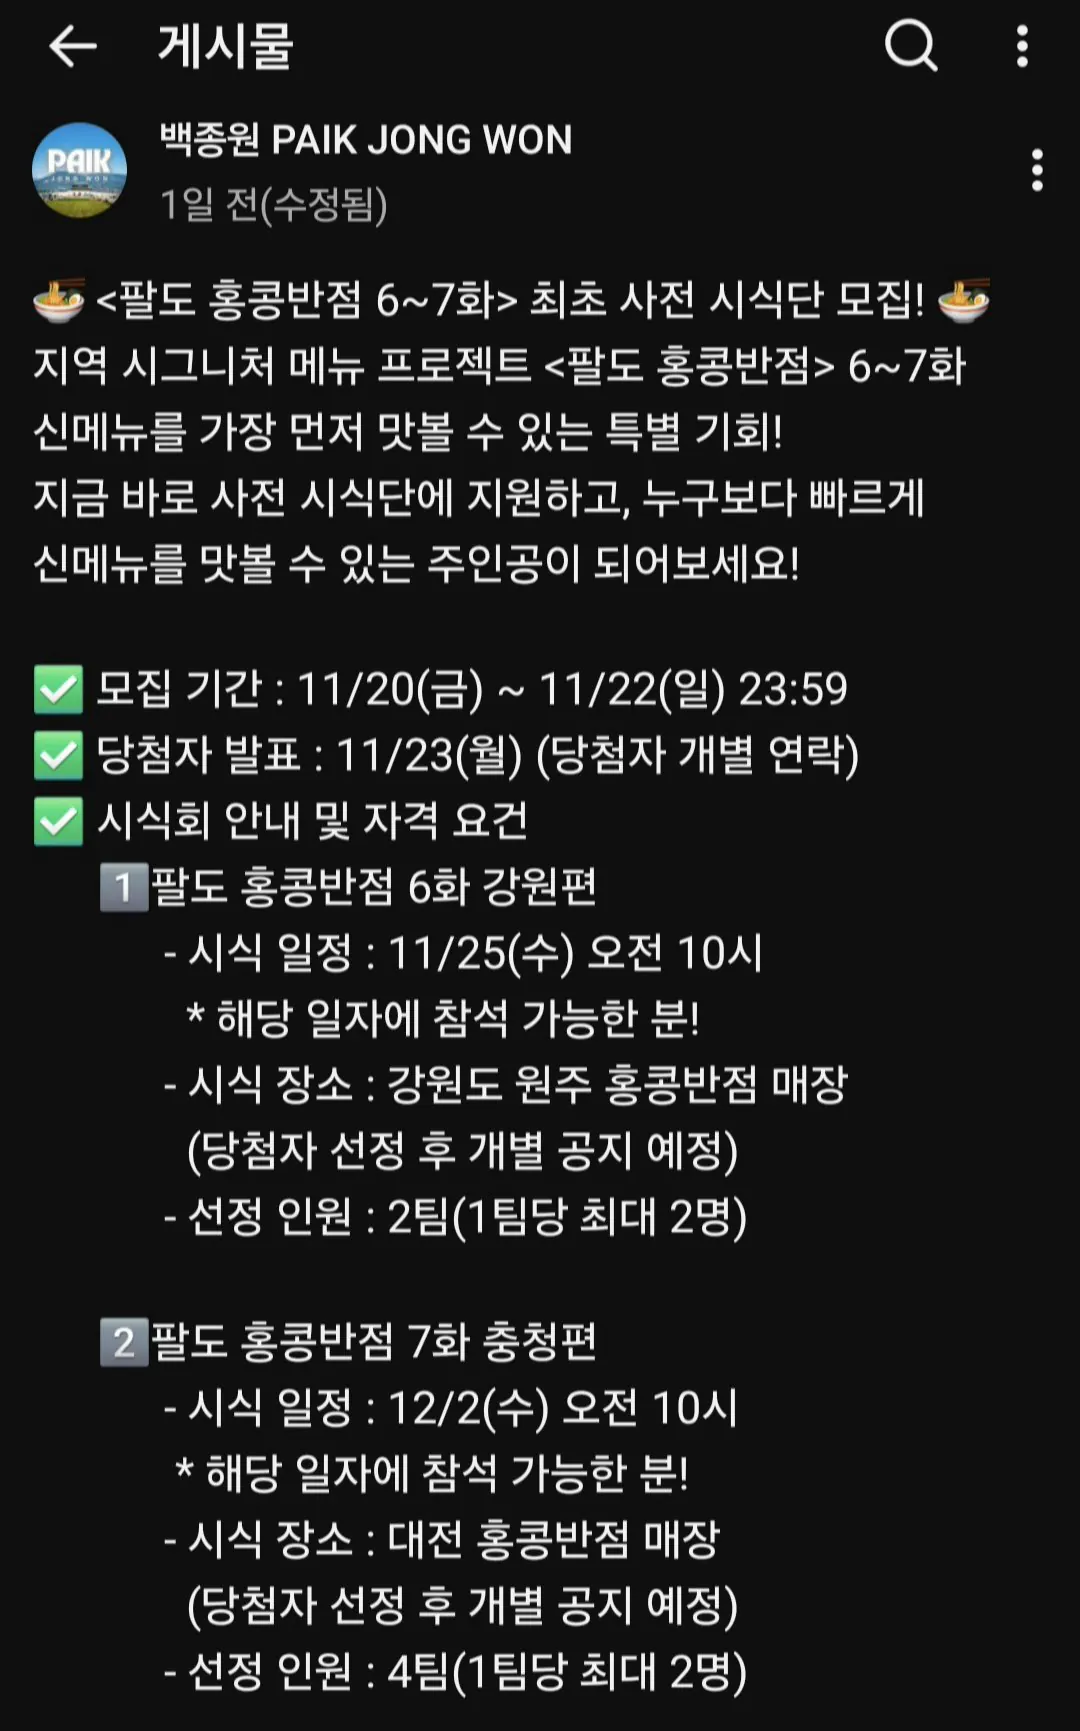 게시물
PAIK
JONG WON
백종원 PAIK JONG WON
1일 전(수정됨)
🍜 <팔도 홍콩반점 6~7화> 최초 사전 시식단 모집! 🍜
지역 시그니처 메뉴 프로젝트 <팔도 홍콩반점> 6~7화
신메뉴를 가장 먼저 맛볼 수 있는 특별 기회!
지금 바로 사전 시식단에 지원하고, 누구보다 빠르게
신메뉴를 맛볼 수 있는 주인공이 되어보세요!
✅ 모집 기간 : 11/20(금) ~ 11/22(일) 23:59
✅ 당첨자 발표 : 11/23(월) (당첨자 개별 연락)
✅ 시식회 안내 및 자격 요건
1️⃣팔도 홍콩반점 6화 강원편
- 시식 일정 : 11/25(수) 오전 10시
* 해당 일자에 참석 가능한 분!
- 시식 장소 : 강원도 원주 홍콩반점 매장
(당첨자 선정 후 개별 공지 예정)
- 선정 인원 : 2팀(1팀당 최대 2명)
2️⃣팔도 홍콩반점 7화 충청편
- 시식 일정 : 12/2(수) 오전 10시
* 해당 일자에 참석 가능한 분!
- 시식 장소 : 대전 홍콩반점 매장
(당첨자 선정 후 개별 공지 예정)
- 선정 인원 : 4팀(1팀당 최대 2명)